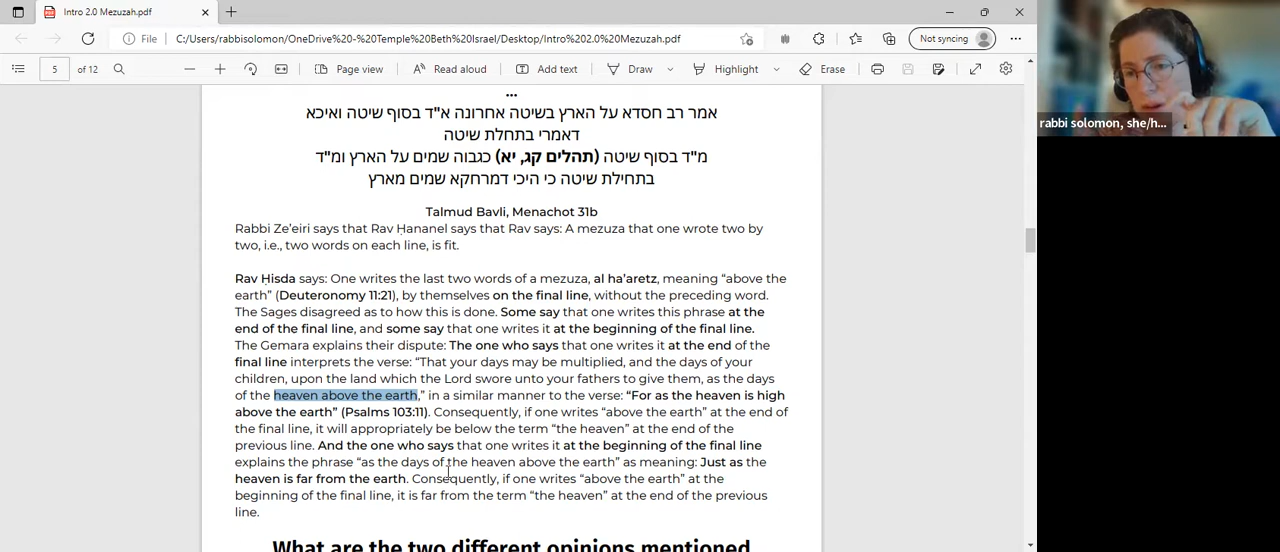 Intro 2.0 Mezuzah.pdf
File C:/Users/rabbisolomon/OneDrive%20-%20Temple%20Beth%20Israel/Desktop/Intro%202.0%20Mezuzah.pdf Not syncing
5 of 12 Page view Read aloud Add text Draw Highlight Erase
...
אמר רב חסדא על הארץ בשיטה אחרונה א"ד בסוף שיטה ואיכא
דאמרי בתחלת שיטה
מ"ד בסוף שיטה (תהלים קג, יא) כגבוה שמים על הארץ ומ"ד
בתחילת שיטה כי היכי דמרחקא שמים מארץ
Talmud Bavli, Menachot 31b
Rabbi Ze'eiri says that Rav Ḥananel says that Rav says: A mezuza that one wrote two by
two, i.e., two words on each line, is fit.
Rav Ḥisda says: One writes the last two words of a mezuza, al ha'aretz, meaning "above the
earth" (Deuteronomy 11:21), by themselves on the final line, without the preceding word.
The Sages disagreed as to how this is done. Some say that one writes this phrase at the
end of the final line, and some say that one writes it at the beginning of the final line.
The Gemara explains their dispute: The one who says that one writes it at the end of the
final line interprets the verse: "That your days may be multiplied, and the days of your
children, upon the land which the Lord swore unto your fathers to give them, as the days
of the heaven above the earth," in a similar manner to the verse: "For as the heaven is high
above the earth" (Psalms 103:11). Consequently, if one writes "above the earth" at the end of
the final line, it will appropriately be below the term "the heaven" at the end of the
previous line. And the one who says that one writes it at the beginning of the final line
explains the phrase "as the days of the heaven above the earth" as meaning: Just as the
heaven is far from the earth. Consequently, if one writes "above the earth" at the
beginning of the final line, it is far from the term "the heaven" at the end of the previous
line.
What are the two different opinions mentioned
rabbi solomon, she/h...